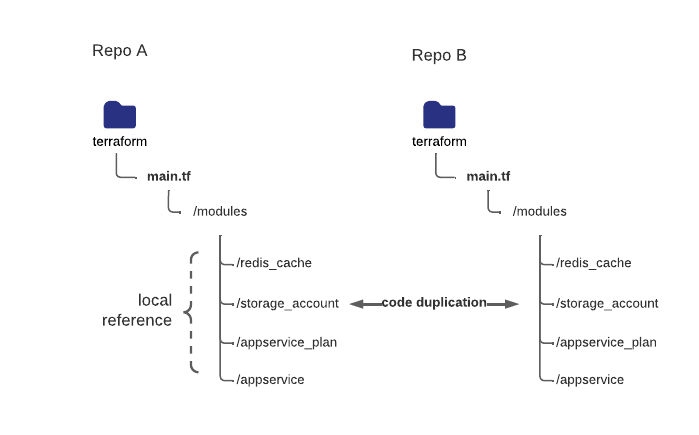 Repo A
Repo B
terraform
terraform
main.tf
main.tf
/modules
/modules
/redis_cache
/redis_cache
local
reference
/storage_account
code duplication
/storage_account
/appservice_plan
/appservice_plan
/appservice
/appservice